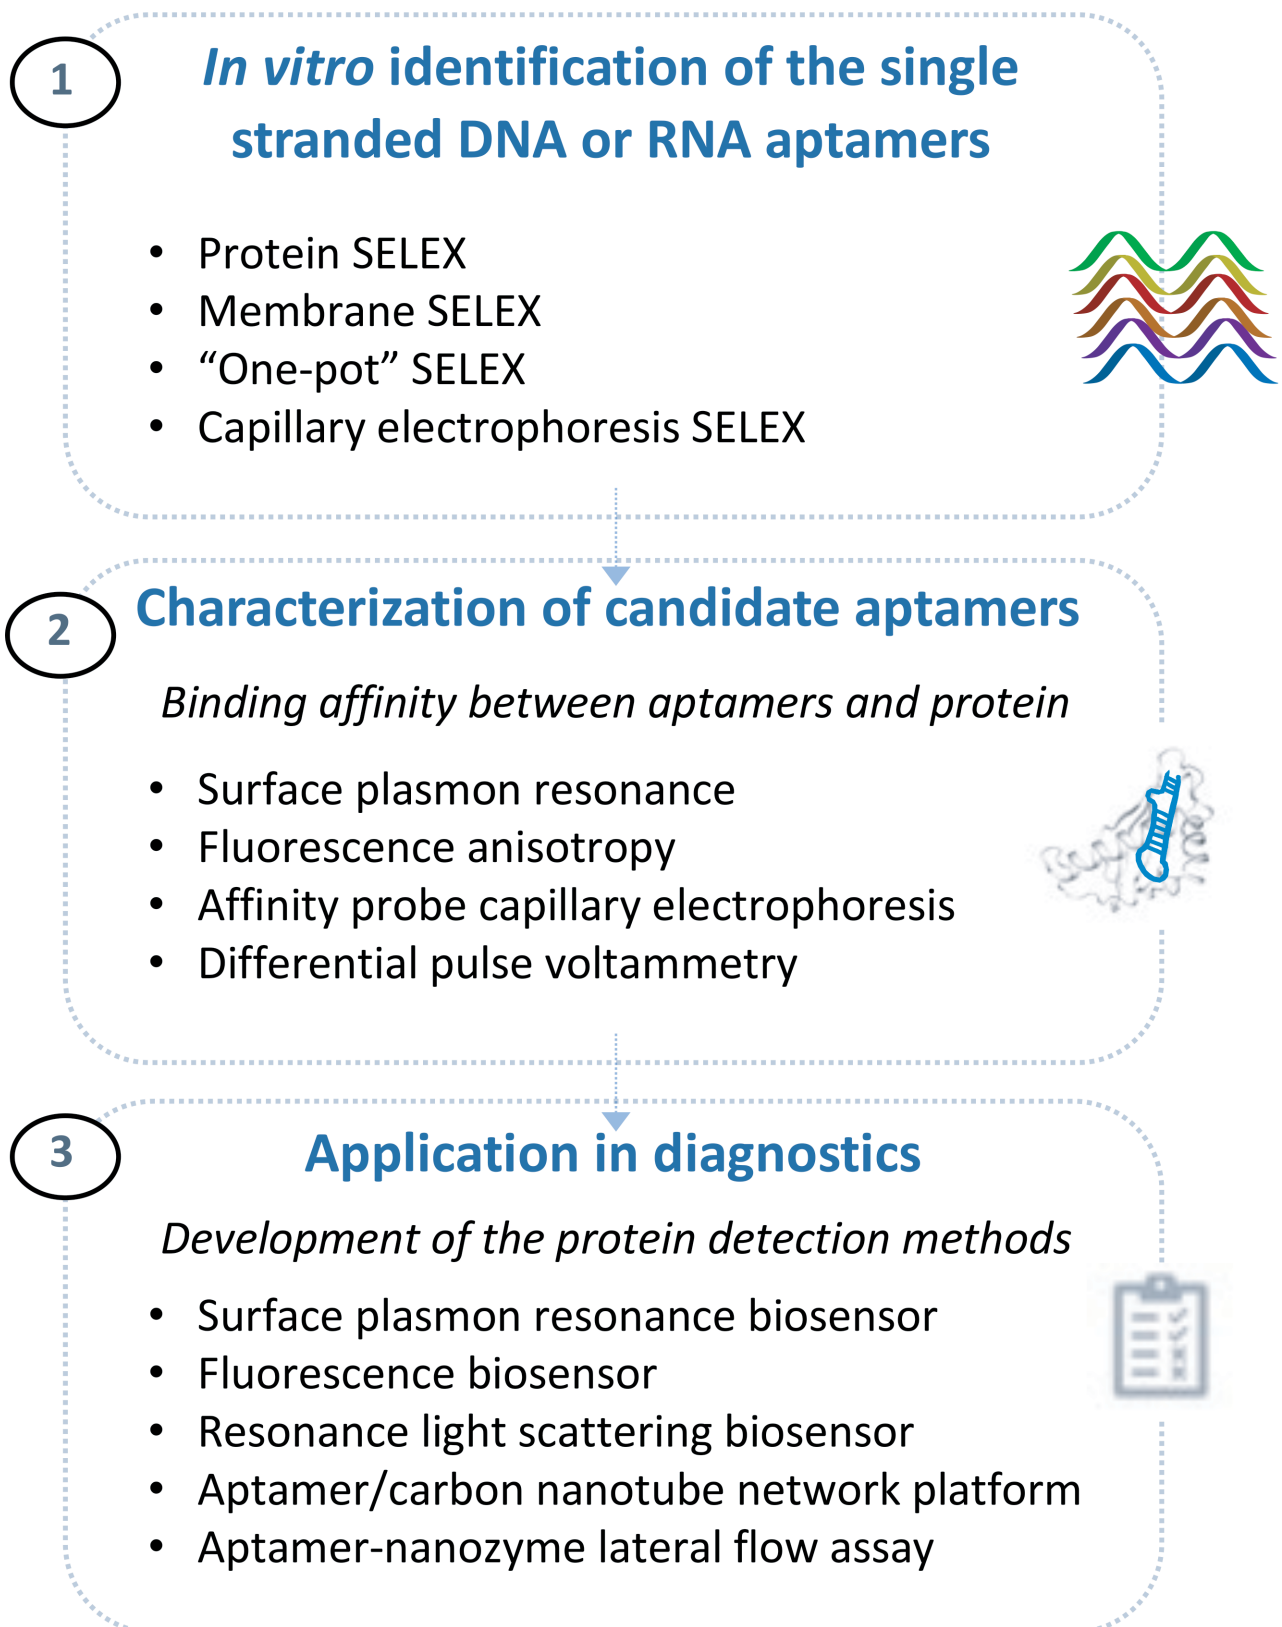 1
In vitro identification of the single
stranded DNA or RNA aptamers
• Protein SELEX
• Membrane SELEX
• “One-pot” SELEX
• Capillary electrophoresis SELEX
2
Characterization of candidate aptamers
Binding affinity between aptamers and protein
• Surface plasmon resonance
• Fluorescence anisotropy
• Affinity probe capillary electrophoresis
• Differential pulse voltammetry
3
Application in diagnostics
Development of the protein detection methods
• Surface plasmon resonance biosensor
• Fluorescence biosensor
• Resonance light scattering biosensor
• Aptamer/carbon nanotube network platform
• Aptamer-nanozyme lateral flow assay